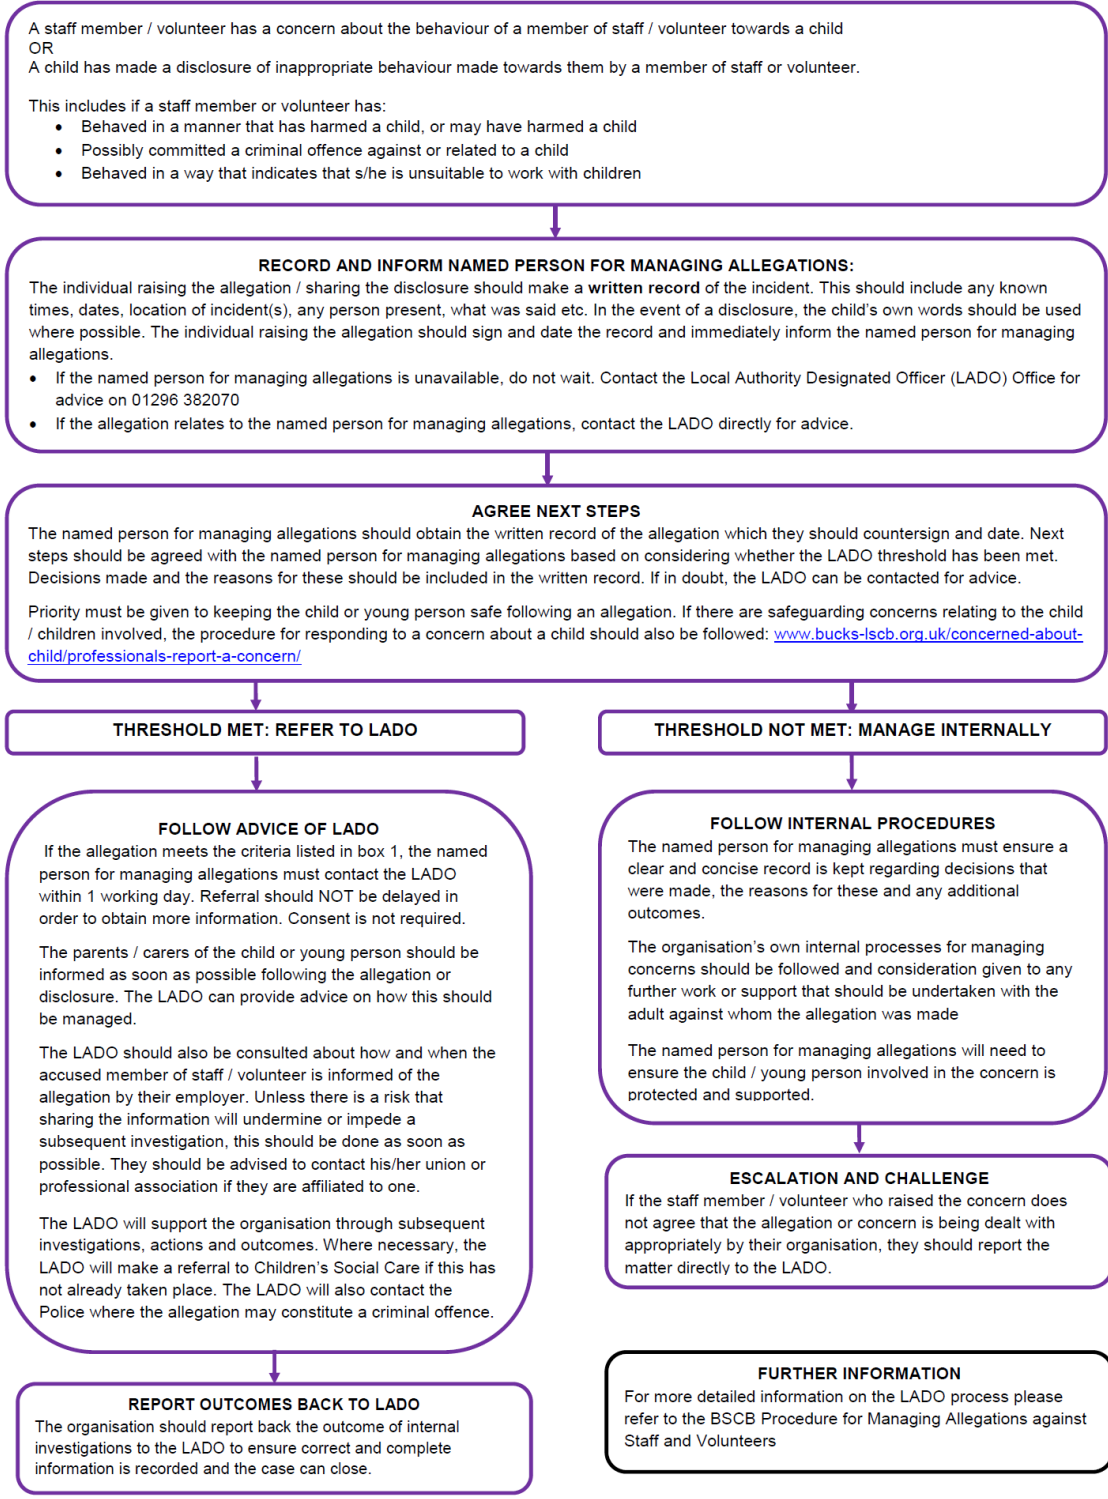 A staff member / volunteer has a concern about the behaviour of a member of staff / volunteer towards a child
OR
A child has made a disclosure of inappropriate behaviour made towards them by a member of staff or volunteer.
This includes if a staff member or volunteer has:
• Behaved in a manner that has harmed a child, or may have harmed a child
• Possibly committed a criminal offence against or related to a child
• Behaved in a way that indicates that s/he is unsuitable to work with children
RECORD AND INFORM NAMED PERSON FOR MANAGING ALLEGATIONS:
The individual raising the allegation / sharing the disclosure should make a written record of the incident. This should include any known
times, dates, location of incident(s), any person present, what was said etc. In the event of a disclosure, the child's own words should be used
where possible. The individual raising the allegation should sign and date the record and immediately inform the named person for managing
allegations.
• If the named person for managing allegations is unavailable, do not wait. Contact the Local Authority Designated Officer (LADO) Office for
advice on 01296 382070
• If the allegation relates to the named person for managing allegations, contact the LADO directly for advice.
AGREE NEXT STEPS
The named person for managing allegations should obtain the written record of the allegation which they should countersign and date. Next
steps should be agreed with the named person for managing allegations based on considering whether the LADO threshold has been met.
Decisions made and the reasons for these should be included in the written record. If in doubt, the LADO can be contacted for advice.
Priority must be given to keeping the child or young person safe following an allegation. If there are safeguarding concerns relating to the child
/ children involved, the procedure for responding to a concern about a child should also be followed: www.bucks-lscb.org.uk/concerned-about-
child/professionals-report-a-concern/
THRESHOLD MET: REFER TO LADO
FOLLOW ADVICE OF LADO
If the allegation meets the criteria listed in box 1, the named
person for managing allegations must contact the LADO
within 1 working day. Referral should NOT be delayed in
order to obtain more information. Consent is not required.
The parents / carers of the child or young person should be
informed as soon as possible following the allegation or
disclosure. The LADO can provide advice on how this should
be managed.
The LADO should also be consulted about how and when the
accused member of staff / volunteer is informed of the
allegation by their employer. Unless there is a risk that
sharing the information will undermine or impede a
subsequent investigation, this should be done as soon as
possible. They should be advised to contact his/her union or
professional association if they are affiliated to one.
The LADO will support the organisation through subsequent
investigations, actions and outcomes. Where necessary, the
LADO will make a referral to Children's Social Care if this has
not already taken place. The LADO will also contact the
Police where the allegation may constitute a criminal offence.
REPORT OUTCOMES BACK TO LADO
The organisation should report back the outcome of internal
investigations to the LADO to ensure correct and complete
information is recorded and the case can close.
THRESHOLD NOT MET: MANAGE INTERNALLY
FOLLOW INTERNAL PROCEDURES
The named person for managing allegations must ensure a
clear and concise record is kept regarding decisions that
were made, the reasons for these and any additional
outcomes.
The organisation's own internal processes for managing
concerns should be followed and consideration given to any
further work or support that should be undertaken with the
adult against whom the allegation was made
The named person for managing allegations will need to
ensure the child / young person involved in the concern is
protected and supported.
ESCALATION AND CHALLENGE
If the staff member / volunteer who raised the concern does
not agree that the allegation or concern is being dealt with
appropriately by their organisation, they should report the
matter directly to the LADO.
FURTHER INFORMATION
For more detailed information on the LADO process please
refer to the BSCB Procedure for Managing Allegations against
Staff and Volunteers